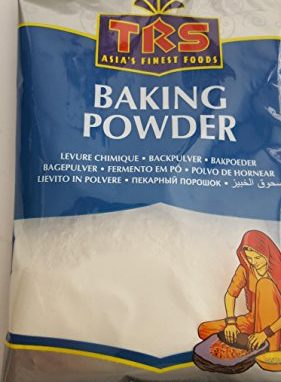 TRS
ASIA'S FINEST FOODS
BAKING
POWDER
LEVURE CHIMIQUE • BACKPULVER • BAKPOEDER
BAGEPULVER • FERMENTO EM PÓ • POLVO DE HORNEAR
LIEVITO IN POLVERE • ПЕКАРНЫЙ ПОРОШОК • مسحوق الخبيز